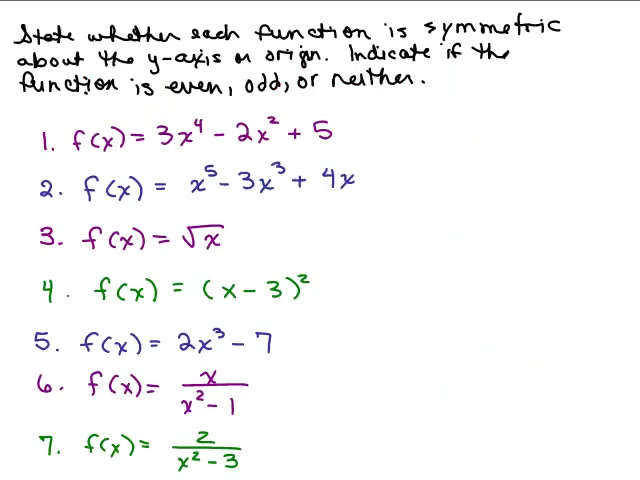 State whether each function is symmetric
about the y-axis or origin. Indicate if the
function is even, odd, or neither.
1. f(x) = 3x⁴ - 2x² + 5
2. f(x) = x⁵ - 3x³ + 4x
3. f(x) = √x
4. f(x) = (x - 3)²
5. f(x) = 2x³ - 7
6. f(x) = x/(x² - 1)
7. f(x) = 2/(x² - 3)